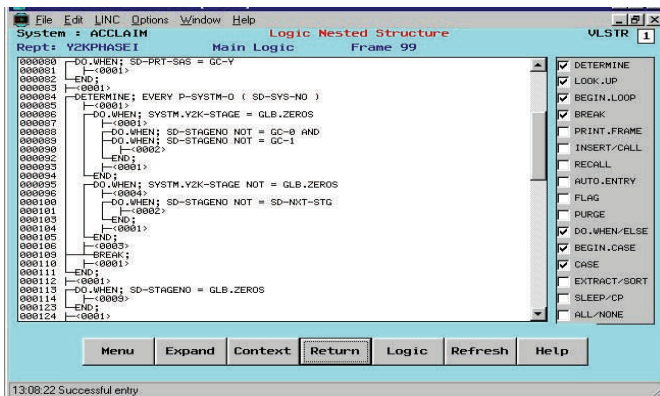 File Edit LINC Options Window Help
System : ACCLAIM Logic Nested Structure VLSTR 1
Rept: Y2KPHASEI Main Logic Frame 99
000080 DO.WHEN; SD-PRT-SAS = GC-Y
000081 <0001>
000082 END;
000083 <0001>
000084 DETERMINE; EVERY P-SYSTM-O ( SD-SYS-NO )
000085 <0001>
000086 DO.WHEN; SYSTM.Y2K-STAGE = GLB.ZEROS
000087 <0001>
000088 DO.WHEN; SD-STAGENO NOT = GC-0 AND
000089 DO.WHEN; SD-STAGENO NOT = GC-1
000090 <0002>
000092 END;
000093 <0001>
000094 END;
000095 DO.WHEN; SYSTM.Y2K-STAGE NOT = GLB.ZEROS
000096 <0004>
000100 DO.WHEN; SD-STAGENO NOT = SD-NXT-STG
000101 <0002>
000103 END;
000104 <0001>
000105 END;
000106 <0003>
000109 BREAK;
000110 <0001>
000111 END;
000112 <0001>
000113 DO.WHEN; SD-STAGENO = GLB.ZEROS
000114 <0009>
000123 END;
000124 <0001>
DETERMINE
LOOK.UP
BEGIN.LOOP
BREAK
PRINT.FRAME
INSERT/CALL
RECALL
AUTO.ENTRY
FLAG
PURGE
DO.WHEN/ELSE
BEGIN.CASE
CASE
EXTRACT/SORT
SLEEP/CP
ALL/NONE
Menu Expand Context Return Logic Refresh Help
13:08:22 Successful entry